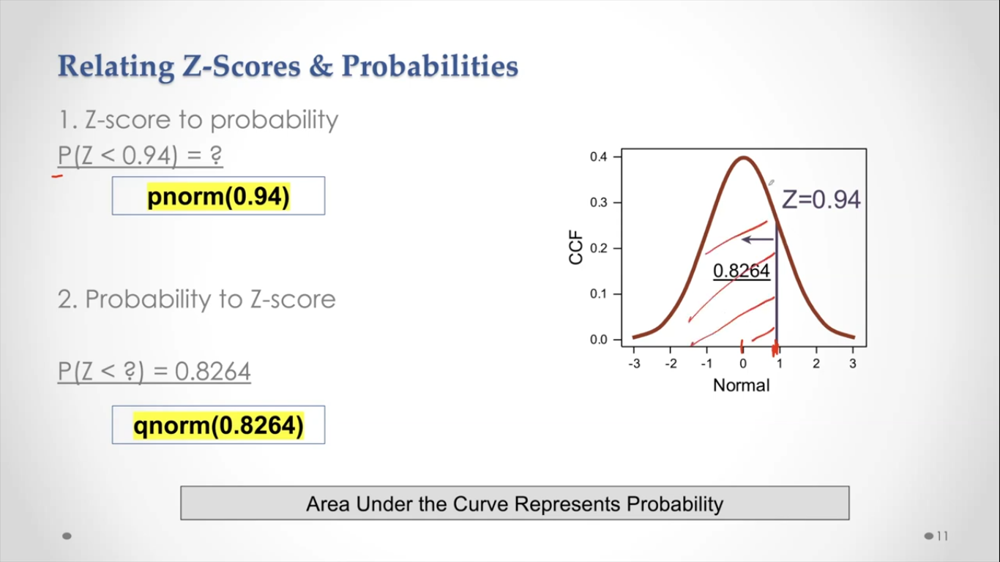 Relating Z-Scores & Probabilities
1. Z-score to probability
P(Z < 0.94) = ?
pnorm(0.94)
2. Probability to Z-score
P(Z < ?) = 0.8264
qnorm(0.8264)
0.4
0.3
0.2
0.1
0.0
CCF
Z=0.94
0.8264
-3 -2 -1 0 1 2 3
Normal
Area Under the Curve Represents Probability
11